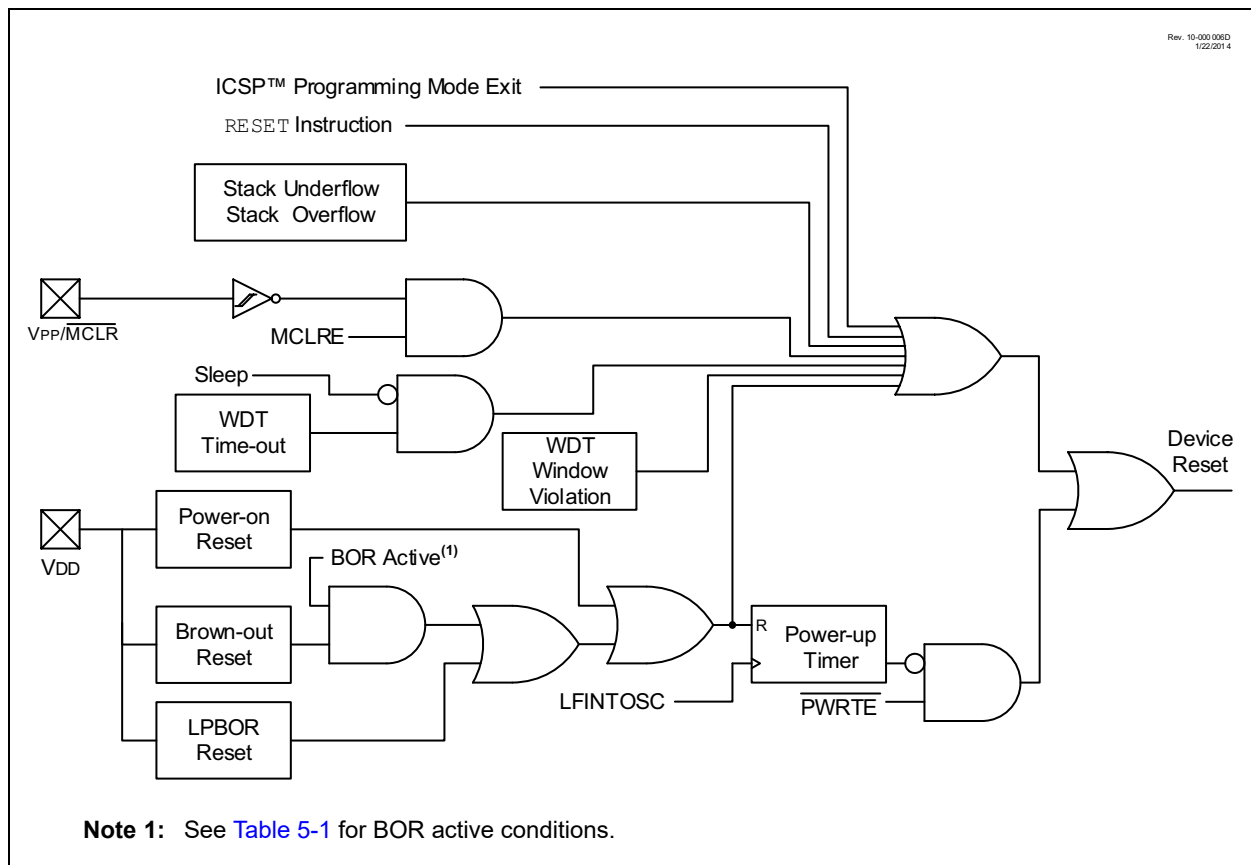 Rev. 10-000 006D
1/22/201 4
ICSP™ Programming Mode Exit
RESET Instruction
Stack Underflow
Stack Overflow
VPP/MCLR
MCLRE
Sleep
WDT
Time-out
WDT
Window
Violation
Device
Reset
VDD
Power-on
Reset
BOR Active(1)
Brown-out
Reset
R
Power-up
Timer
LFINTOSC
PWRTE
LPBOR
Reset
Note 1: See Table 5-1 for BOR active conditions.